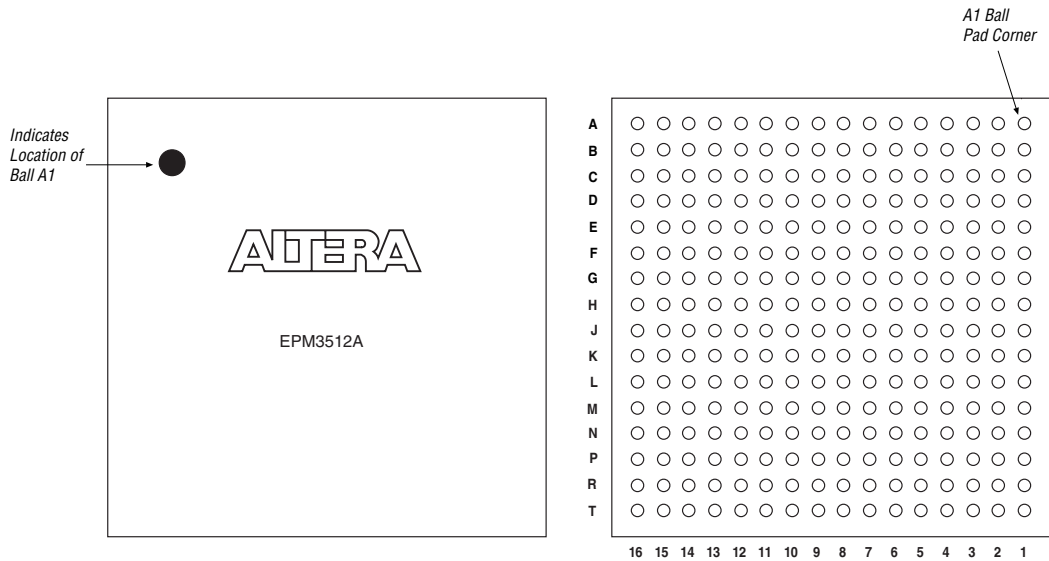 A1 Ball
Pad Corner
Indicates
Location of
Ball A1
ALTERA
EPM3512A
A
B
C
D
E
F
G
H
J
K
L
M
N
P
R
T
16 15 14 13 12 11 10 9 8 7 6 5 4 3 2 1